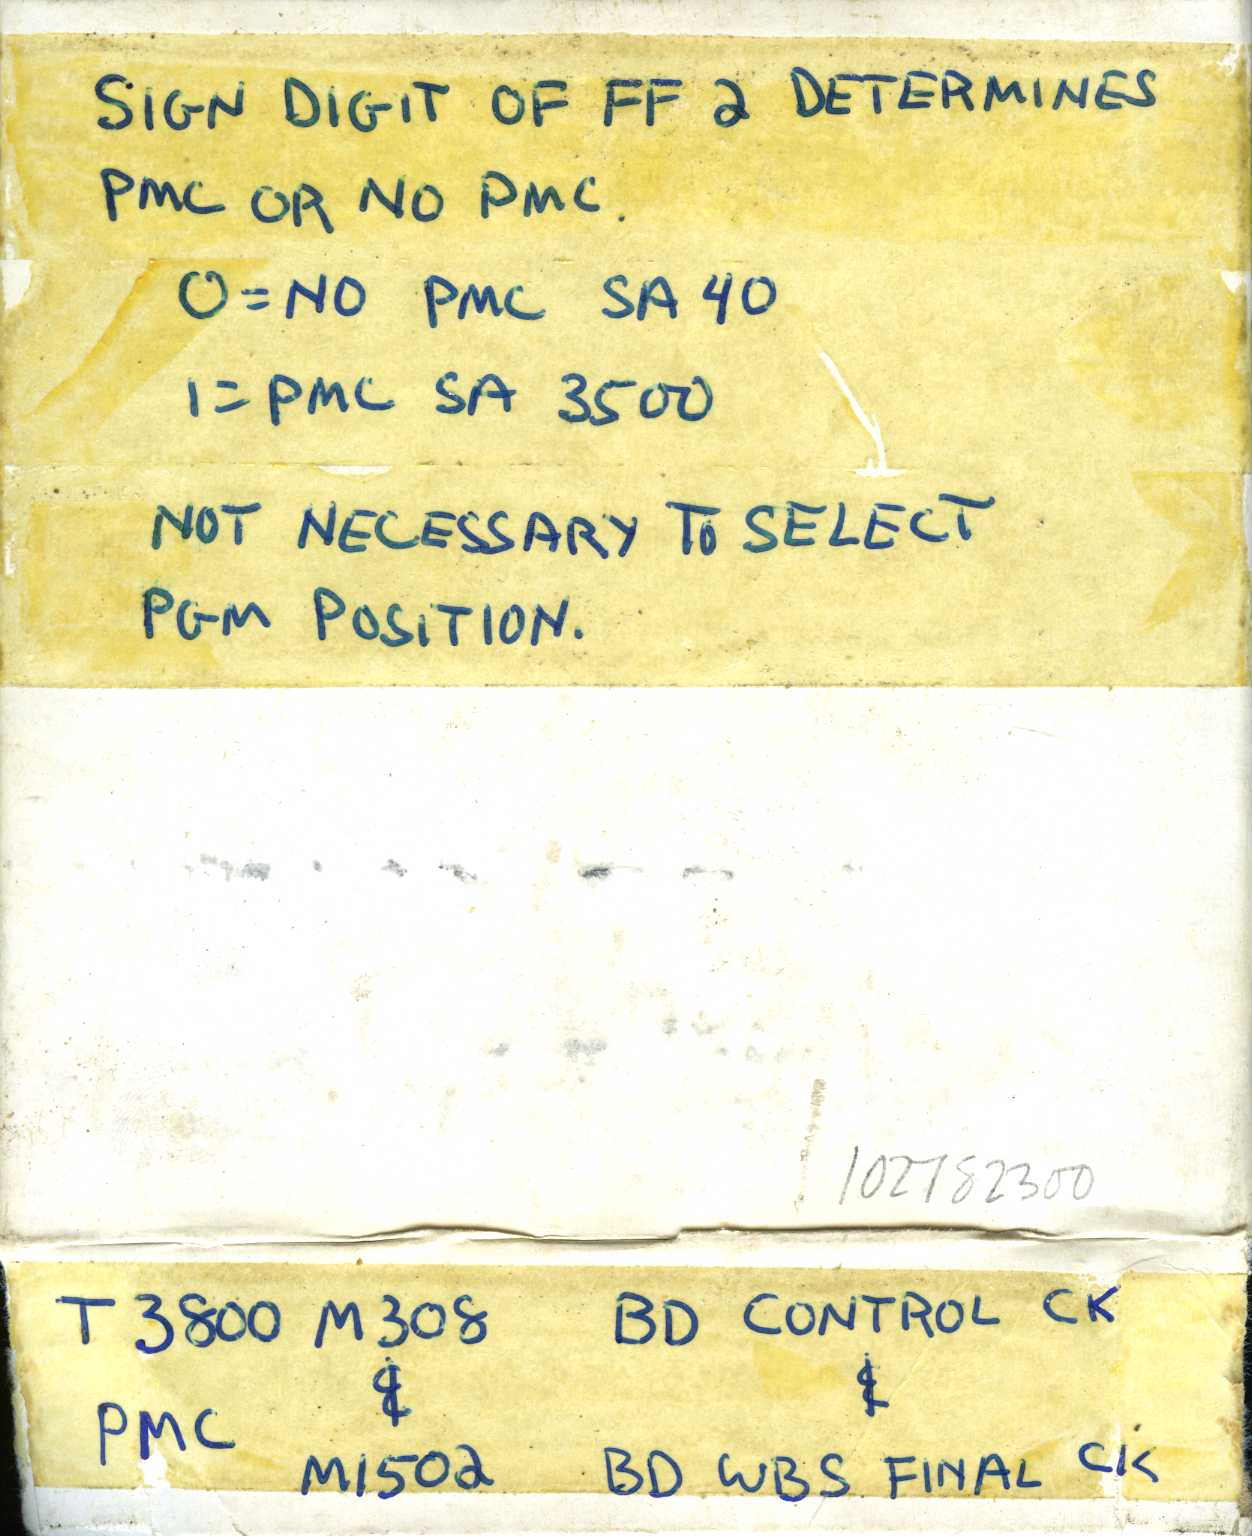 SIGN DIGIT OF FF 2 DETERMINES
PMC OR NO PMC.
0=NO PMC SA 40
1=PMC SA 3500
NOT NECESSARY TO SELECT
PGM POSITION.
102782300
T 3800 M308 BD CONTROL CK
& &
PMC
M1502 BD WBS FINAL CK